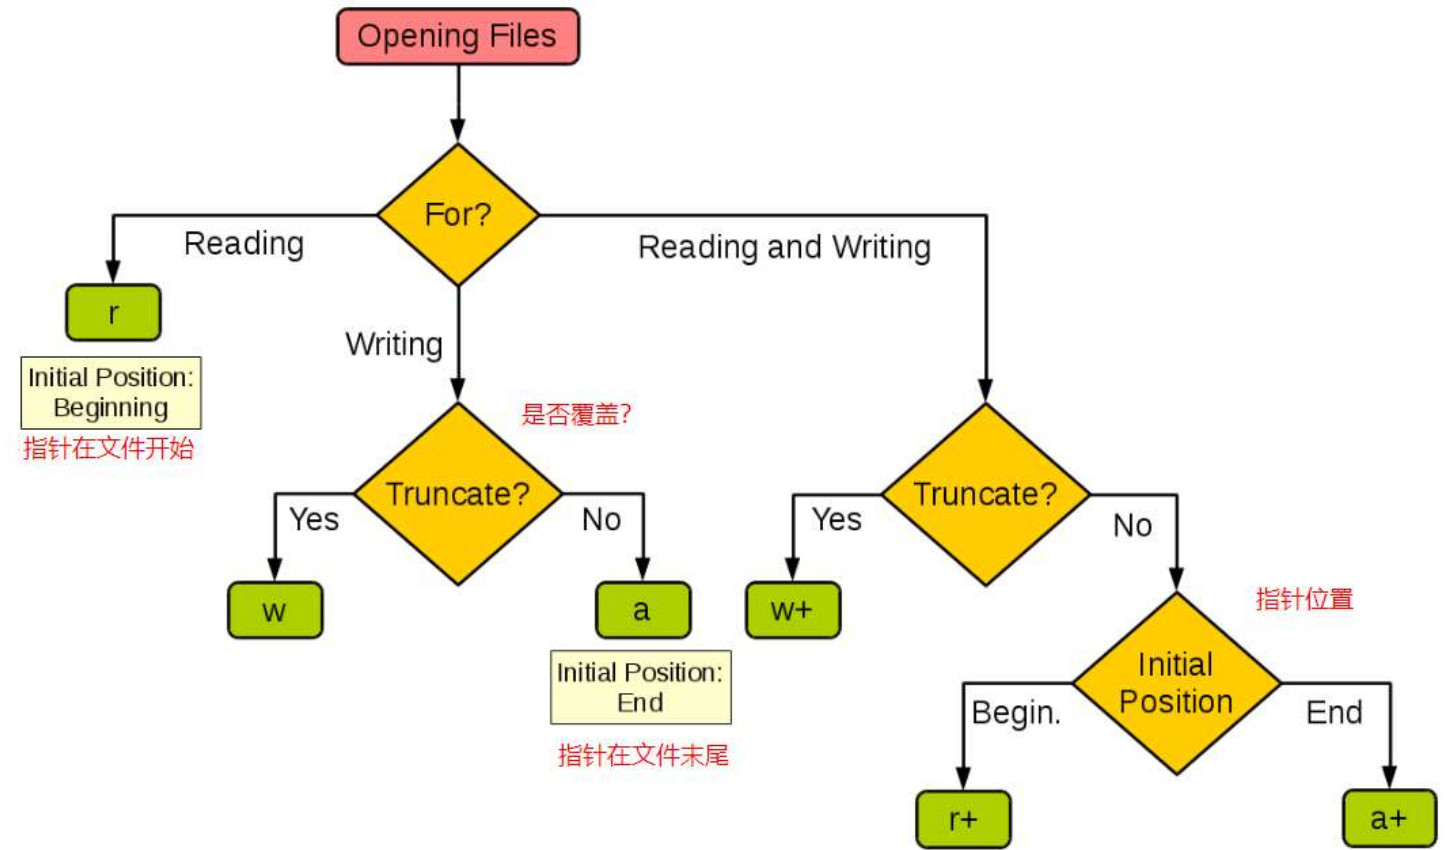 Opening Files
For?
Reading
Reading and Writing
r
Writing
Initial Position:
Beginning
指针在文件开始
是否覆盖？
Truncate?
Yes
No
w
a
Initial Position:
End
指针在文件末尾
Truncate?
Yes
No
w+
指针位置
Initial
Position
Begin.
End
r+
a+